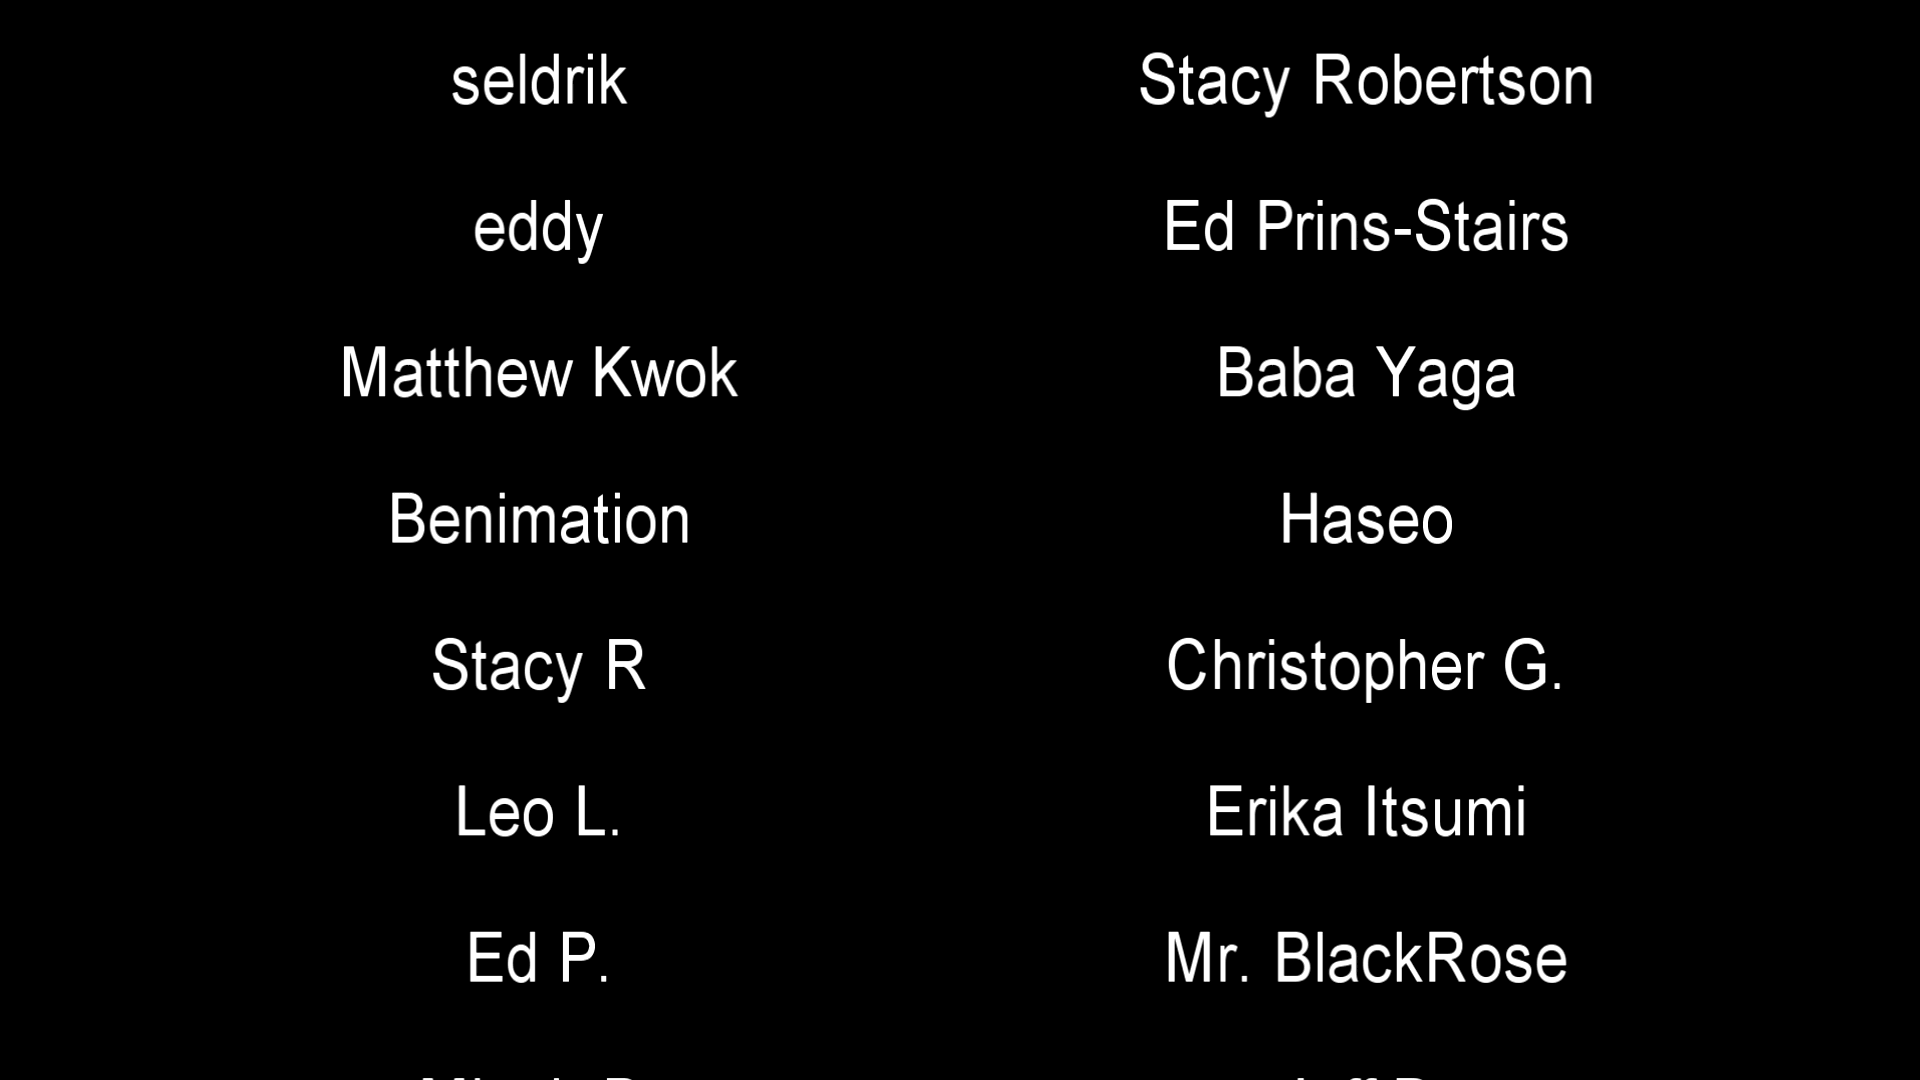 seldrik Stacy Robertson
eddy Ed Prins-Stairs
Matthew Kwok Baba Yaga
Benimation Haseo
Stacy R Christopher G.
Leo L. Erika Itsumi
Ed P. Mr. BlackRose